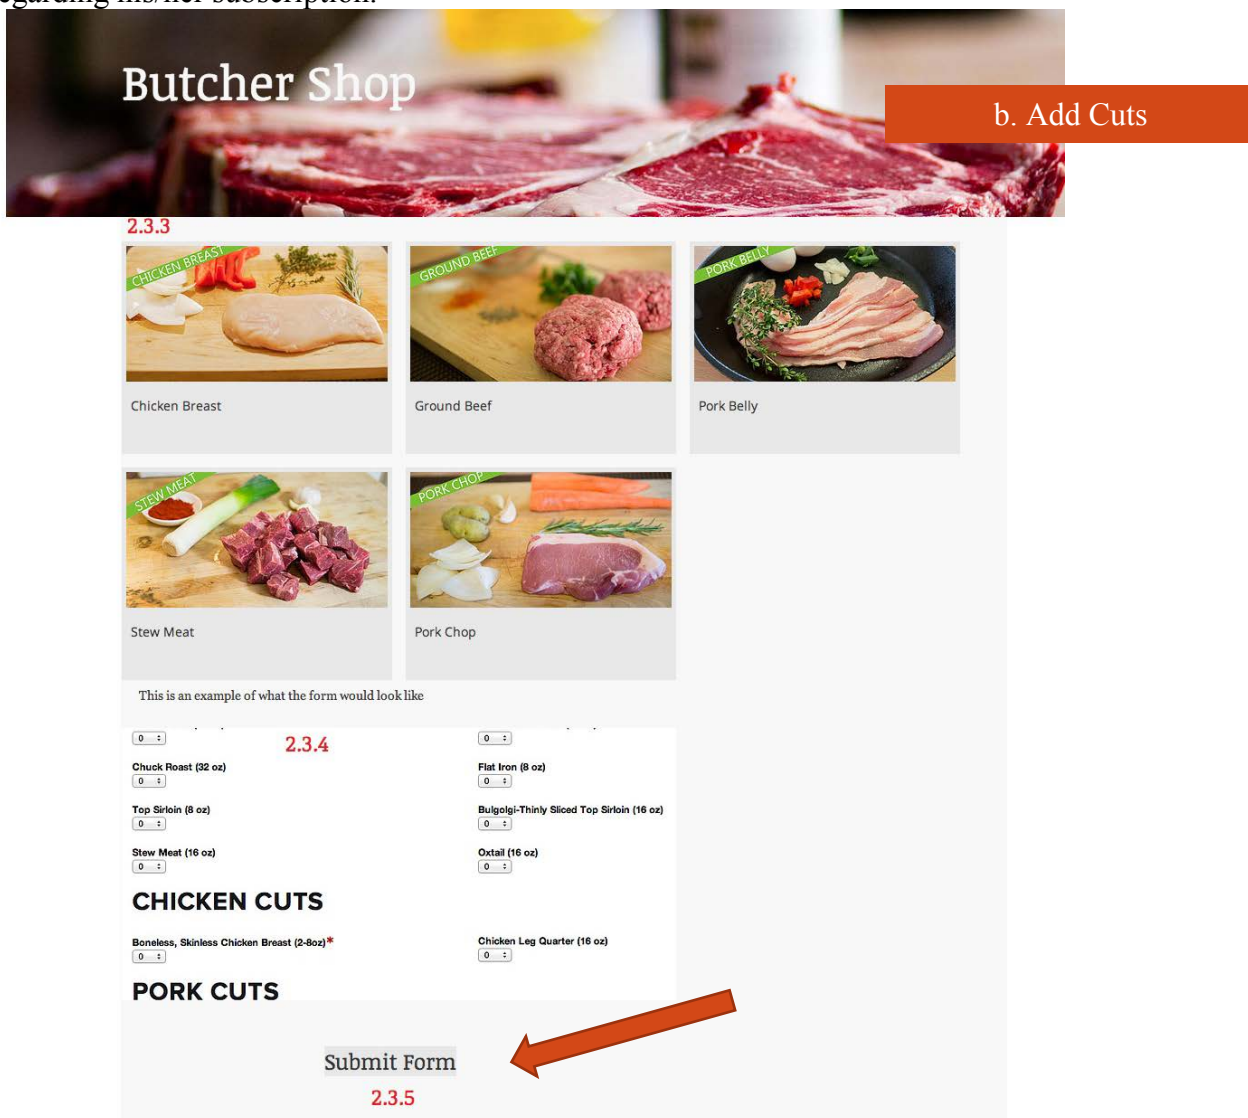 regarding his/her subscription.
Butcher Shop
b. Add Cuts
2.3.3
CHICKEN BREAST
GROUND BEEF
PORK BELLY
Chicken Breast
Ground Beef
Pork Belly
STEW MEAT
PORK CHOP
Stew Meat
Pork Chop
This is an example of what the form would look like
0
0
2.3.4
Chuck Roast (32 oz)
Flat Iron (8 oz)
0
0
Top Sirloin (8 oz)
Bulgolgi-Thinly Sliced Top Sirloin (16 oz)
0
0
Stew Meat (16 oz)
Oxtail (16 oz)
0
0
CHICKEN CUTS
Boneless, Skinless Chicken Breast (2-8oz)*
Chicken Leg Quarter (16 oz)
0
0
PORK CUTS
Submit Form
2.3.5